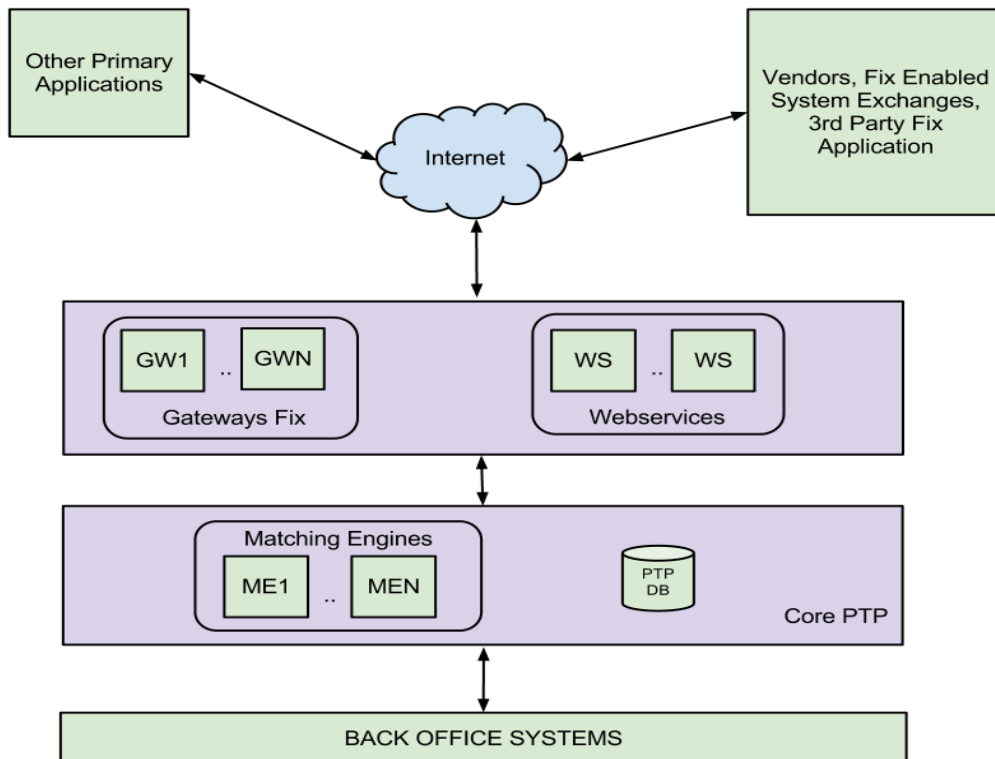 Other Primary
Applications
Vendors, Fix Enabled
System Exchanges,
3rd Party Fix
Application
Internet
GW1
..
GWN
Gateways Fix
WS
..
WS
Webservices
Matching Engines
ME1
..
MEN
PTP
DB
Core PTP
BACK OFFICE SYSTEMS